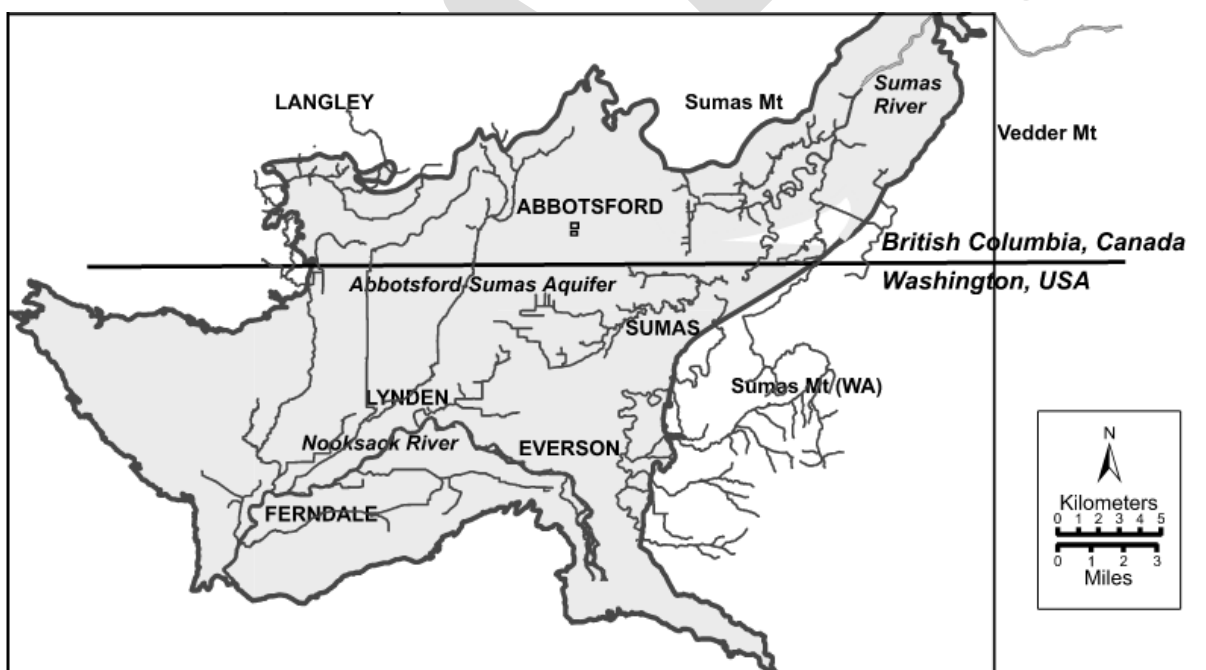 LANGLEY
Sumas Mt
Sumas
River
Vedder Mt
ABBOTSFORD
British Columbia, Canada
Abbotsford-Sumas Aquifer
Washington, USA
SUMAS
Sumas Mt (WA)
LYNDEN
Nooksack River
EVERSON
FERNDALE
N
Kilometers
0 1 2 3 4 5
0 1 2 3
Miles